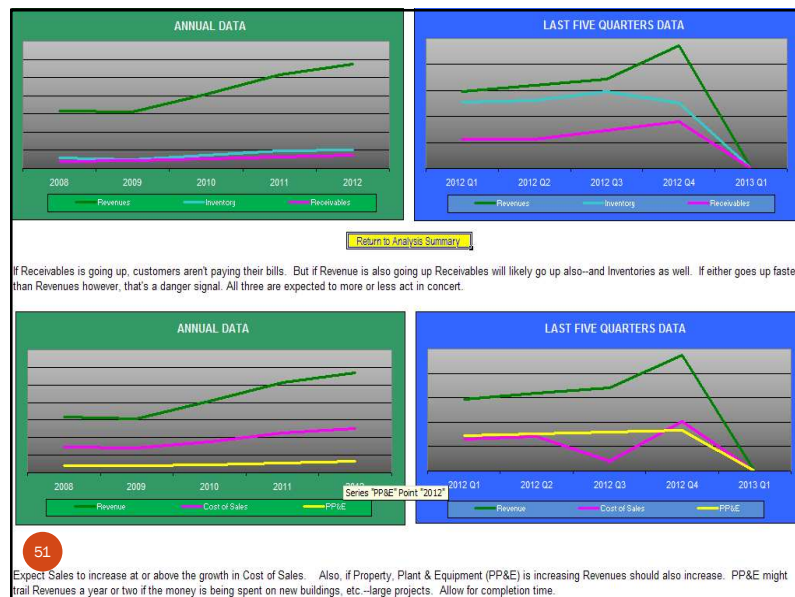 ANNUAL DATA
2008 2009 2010 2011 2012
Revenues Inventory Receivables
LAST FIVE QUARTERS DATA
2012 Q1 2012 Q2 2012 Q3 2012 Q4 2013 Q1
Revenues Inventory Receivables
Return to Analysis Summary
If Receivables is going up, customers aren't paying their bills. But if Revenue is also going up Receivables will likely go up also--and Inventories as well. If either goes up faster
than Revenues however, that's a danger signal. All three are expected to more or less act in concert.
ANNUAL DATA
2008 2009 2010 2011 2012
Series "PP&E" Point "2012"
Revenue Cost of Sales PP&E
LAST FIVE QUARTERS DATA
2012 Q1 2012 Q2 2012 Q3 2012 Q4 2013 Q1
Revenue Cost of Sales PP&E
51
Expect Sales to increase at or above the growth in Cost of Sales. Also, if Property, Plant & Equipment (PP&E) is increasing Revenues should also increase. PP&E might
trail Revenues a year or two if the money is being spent on new buildings, etc.--large projects. Allow for completion time.